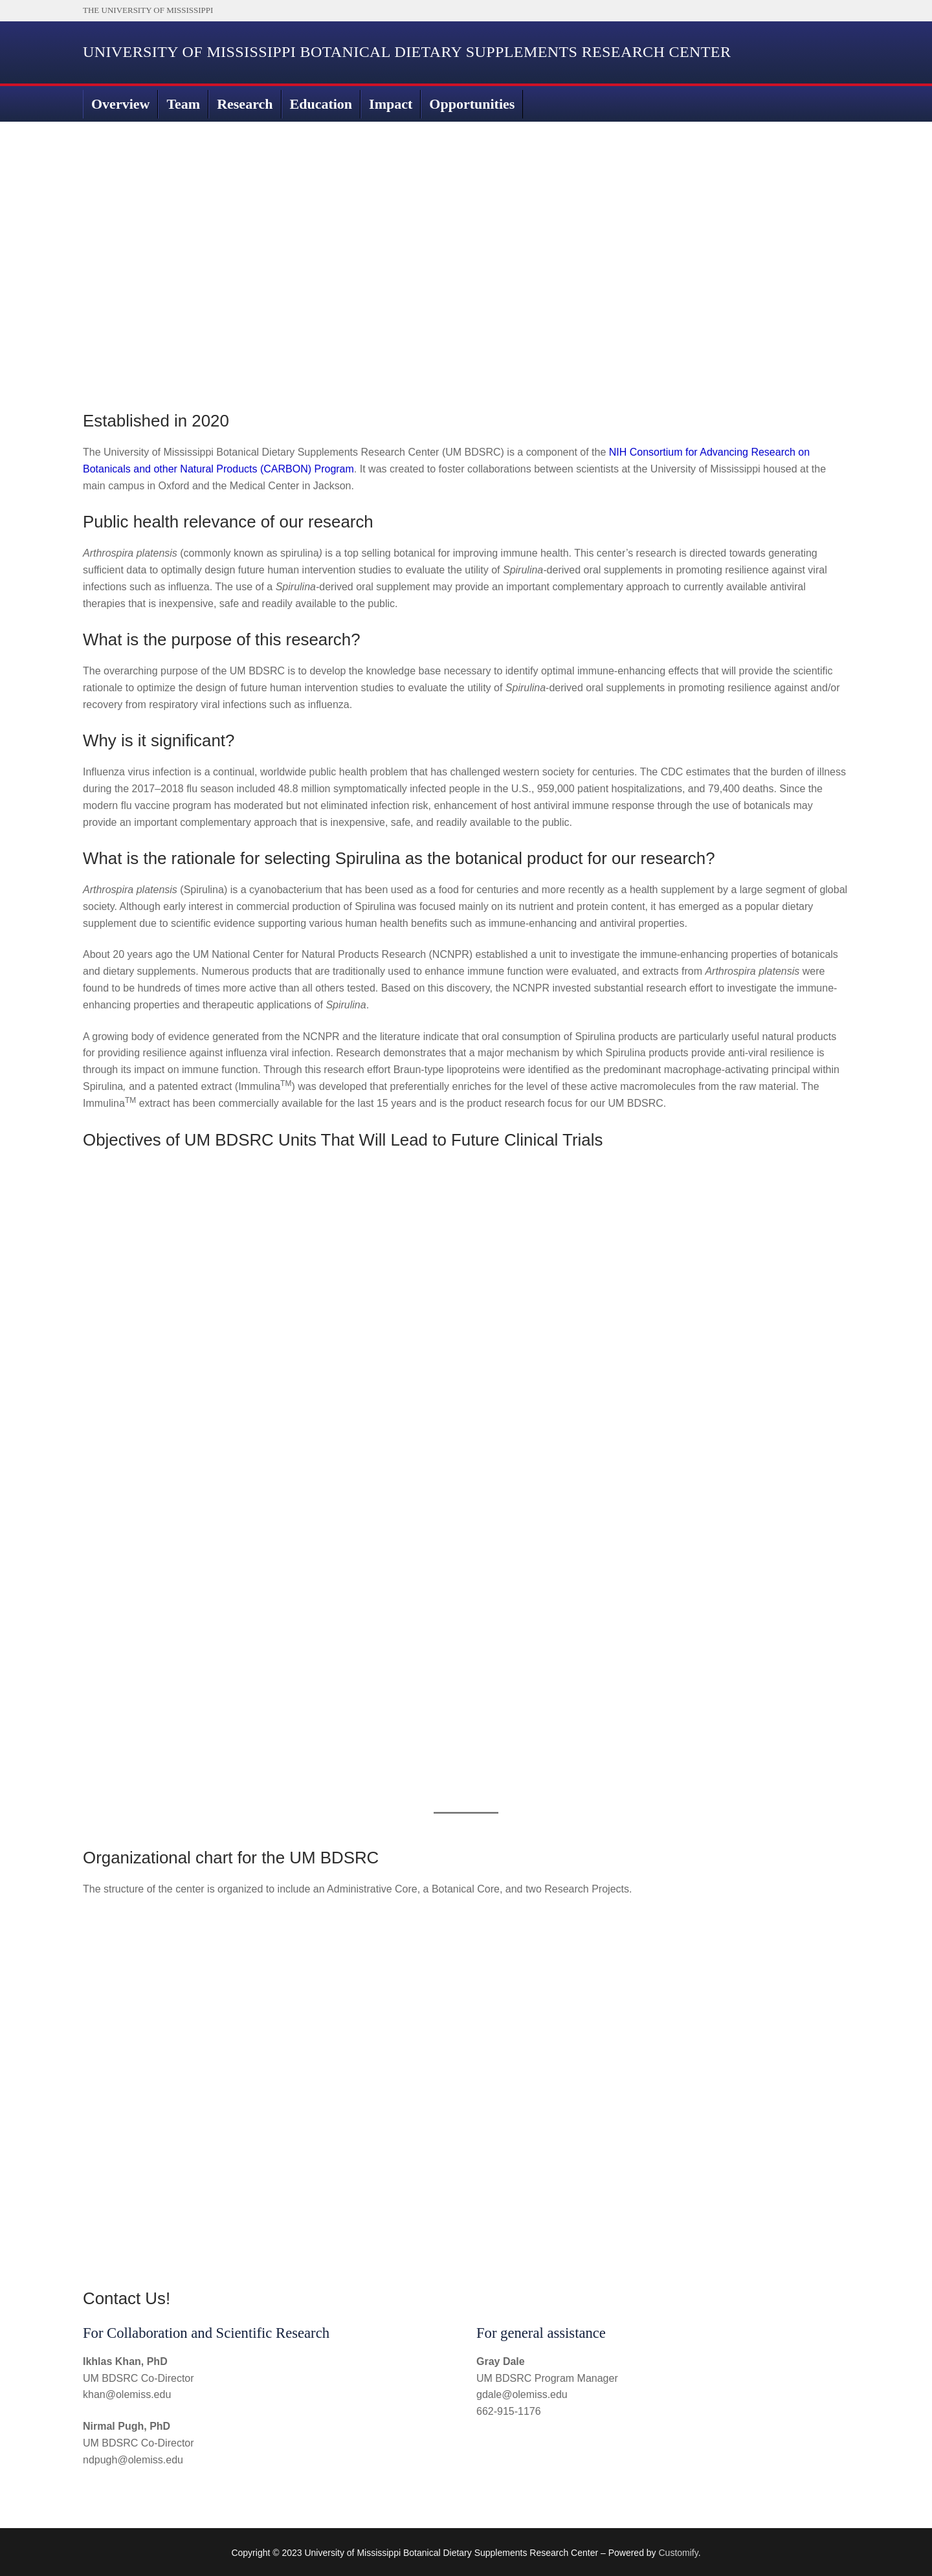 THE UNIVERSITY OF MISSISSIPPI
UNIVERSITY OF MISSISSIPPI BOTANICAL DIETARY SUPPLEMENTS RESEARCH CENTER
Overview Team Research Education Impact Opportunities
Established in 2020
The University of Mississippi Botanical Dietary Supplements Research Center (UM BDSRC) is a component of the NIH Consortium for Advancing Research on
Botanicals and other Natural Products (CARBON) Program. It was created to foster collaborations between scientists at the University of Mississippi housed at the
main campus in Oxford and the Medical Center in Jackson.
Public health relevance of our research
Arthrospira platensis (commonly known as spirulina) is a top selling botanical for improving immune health. This center’s research is directed towards generating
sufficient data to optimally design future human intervention studies to evaluate the utility of Spirulina-derived oral supplements in promoting resilience against viral
infections such as influenza. The use of a Spirulina-derived oral supplement may provide an important complementary approach to currently available antiviral
therapies that is inexpensive, safe and readily available to the public.
What is the purpose of this research?
The overarching purpose of the UM BDSRC is to develop the knowledge base necessary to identify optimal immune-enhancing effects that will provide the scientific
rationale to optimize the design of future human intervention studies to evaluate the utility of Spirulina-derived oral supplements in promoting resilience against and/or
recovery from respiratory viral infections such as influenza.
Why is it significant?
Influenza virus infection is a continual, worldwide public health problem that has challenged western society for centuries. The CDC estimates that the burden of illness
during the 2017–2018 flu season included 48.8 million symptomatically infected people in the U.S., 959,000 patient hospitalizations, and 79,400 deaths. Since the
modern flu vaccine program has moderated but not eliminated infection risk, enhancement of host antiviral immune response through the use of botanicals may
provide an important complementary approach that is inexpensive, safe, and readily available to the public.
What is the rationale for selecting Spirulina as the botanical product for our research?
Arthrospira platensis (Spirulina) is a cyanobacterium that has been used as a food for centuries and more recently as a health supplement by a large segment of global
society. Although early interest in commercial production of Spirulina was focused mainly on its nutrient and protein content, it has emerged as a popular dietary
supplement due to scientific evidence supporting various human health benefits such as immune-enhancing and antiviral properties.
About 20 years ago the UM National Center for Natural Products Research (NCNPR) established a unit to investigate the immune-enhancing properties of botanicals
and dietary supplements. Numerous products that are traditionally used to enhance immune function were evaluated, and extracts from Arthrospira platensis were
found to be hundreds of times more active than all others tested. Based on this discovery, the NCNPR invested substantial research effort to investigate the immune-
enhancing properties and therapeutic applications of Spirulina.
A growing body of evidence generated from the NCNPR and the literature indicate that oral consumption of Spirulina products are particularly useful natural products
for providing resilience against influenza viral infection. Research demonstrates that a major mechanism by which Spirulina products provide anti-viral resilience is
through its impact on immune function. Through this research effort Braun-type lipoproteins were identified as the predominant macrophage-activating principal within
Spirulina, and a patented extract (ImmulinaTM) was developed that preferentially enriches for the level of these active macromolecules from the raw material. The
ImmulinaTM extract has been commercially available for the last 15 years and is the product research focus for our UM BDSRC.
Objectives of UM BDSRC Units That Will Lead to Future Clinical Trials
Organizational chart for the UM BDSRC
The structure of the center is organized to include an Administrative Core, a Botanical Core, and two Research Projects.
Contact Us!
For Collaboration and Scientific Research
Ikhlas Khan, PhD
UM BDSRC Co-Director
khan@olemiss.edu
Nirmal Pugh, PhD
UM BDSRC Co-Director
ndpugh@olemiss.edu
For general assistance
Gray Dale
UM BDSRC Program Manager
gdale@olemiss.edu
662-915-1176
Copyright © 2023 University of Mississippi Botanical Dietary Supplements Research Center – Powered by Customify.